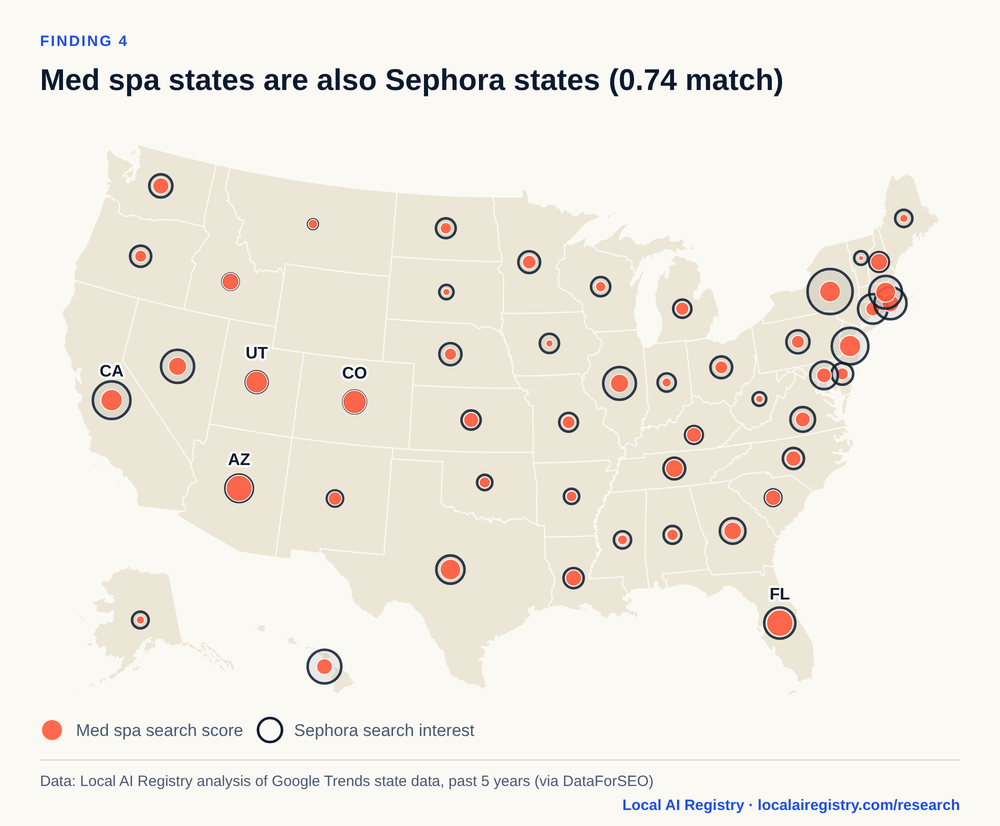 FINDING 4
Med spa states are also Sephora states (0.74 match)
UT
CA
CO
AZ
FL
Med spa search score
Sephora search interest
Data: Local AI Registry analysis of Google Trends state data, past 5 years (via DataForSEO)
Local AI Registry · localairegistry.com/research